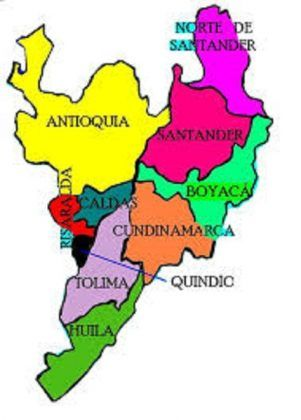 NORTE DE
SANTANDER
ANTIOQUIA
SANTANDER
BOYACÁ
RISARALDA
CALDAS
CUNDINAMARCA
TOLIMA
QUINDIC
HUILA